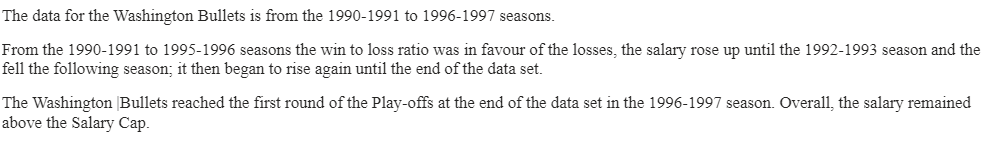 The data for the Washington Bullets is from the 1990-1991 to 1996-1997 seasons.
From the 1990-1991 to 1995-1996 seasons the win to loss ratio was in favour of the losses, the salary rose up until the 1992-1993 season and the
fell the following season; it then began to rise again until the end of the data set.
The Washington |Bullets reached the first round of the Play-offs at the end of the data set in the 1996-1997 season. Overall, the salary remained
above the Salary Cap.